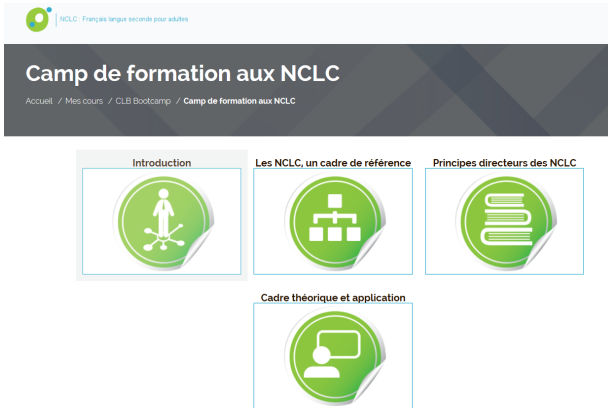 NCLC : Français langue seconde pour adultes
Camp de formation aux NCLC
Accueil / Mes cours / CLB Bootcamp / Camp de formation aux NCLC
Introduction
Les NCLC, un cadre de référence
Principes directeurs des NCLC
Cadre théorique et application